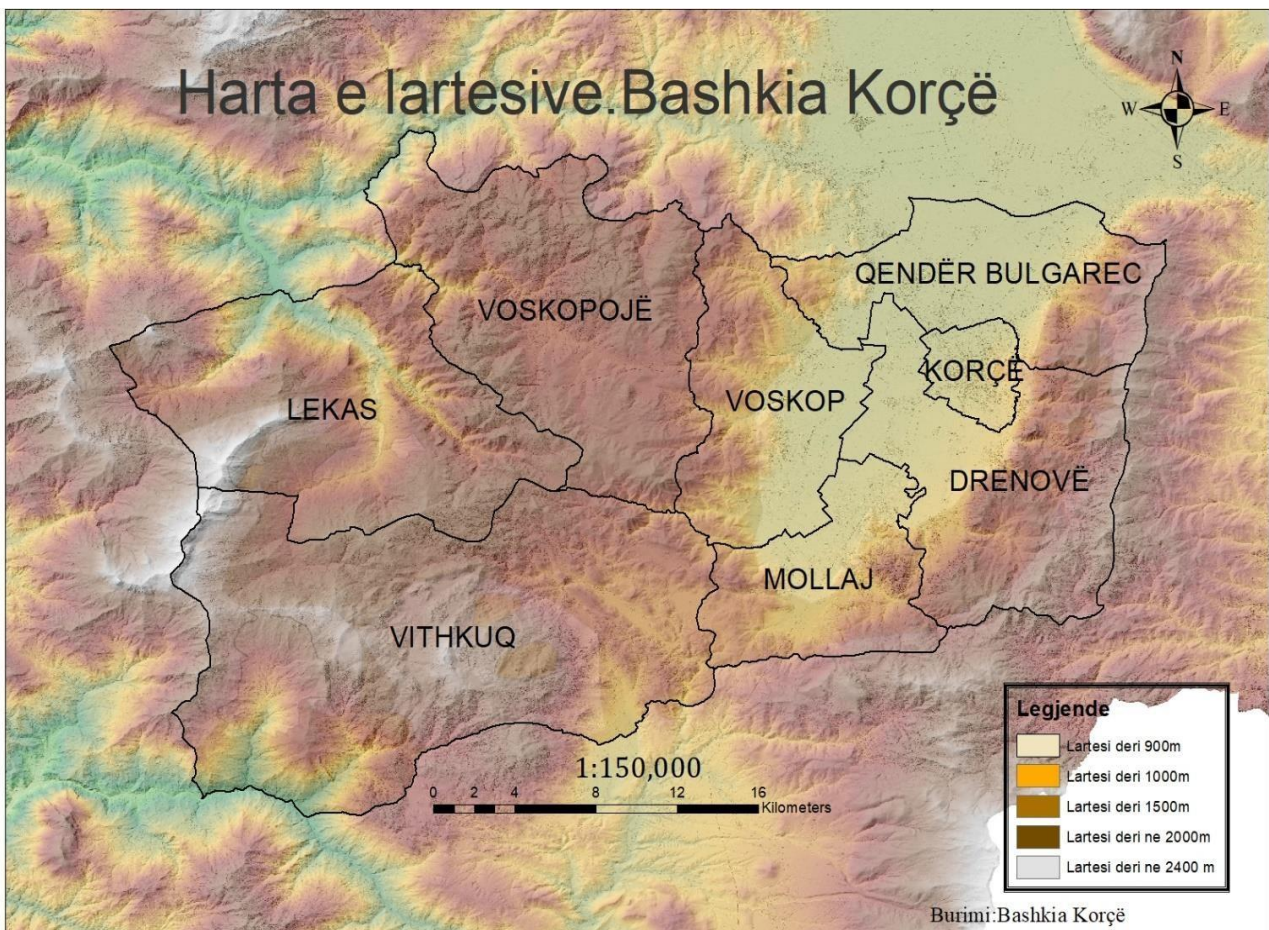 Harta e lartesive.Bashkia Korçë
N
W E
S
QENDËR BULGAREC
VOSKOPOJË
KORÇË
VOSKOP
LEKAS
DRENOVË
MOLLAJ
VITHKUQ
1:150,000
0 2 4 8 12 16
Kilometers
Legjende
Lartesi deri 900m
Lartesi deri 1000m
Lartesi deri 1500m
Lartesi deri ne 2000m
Lartesi deri ne 2400 m
Burimi:Bashkia Korçë